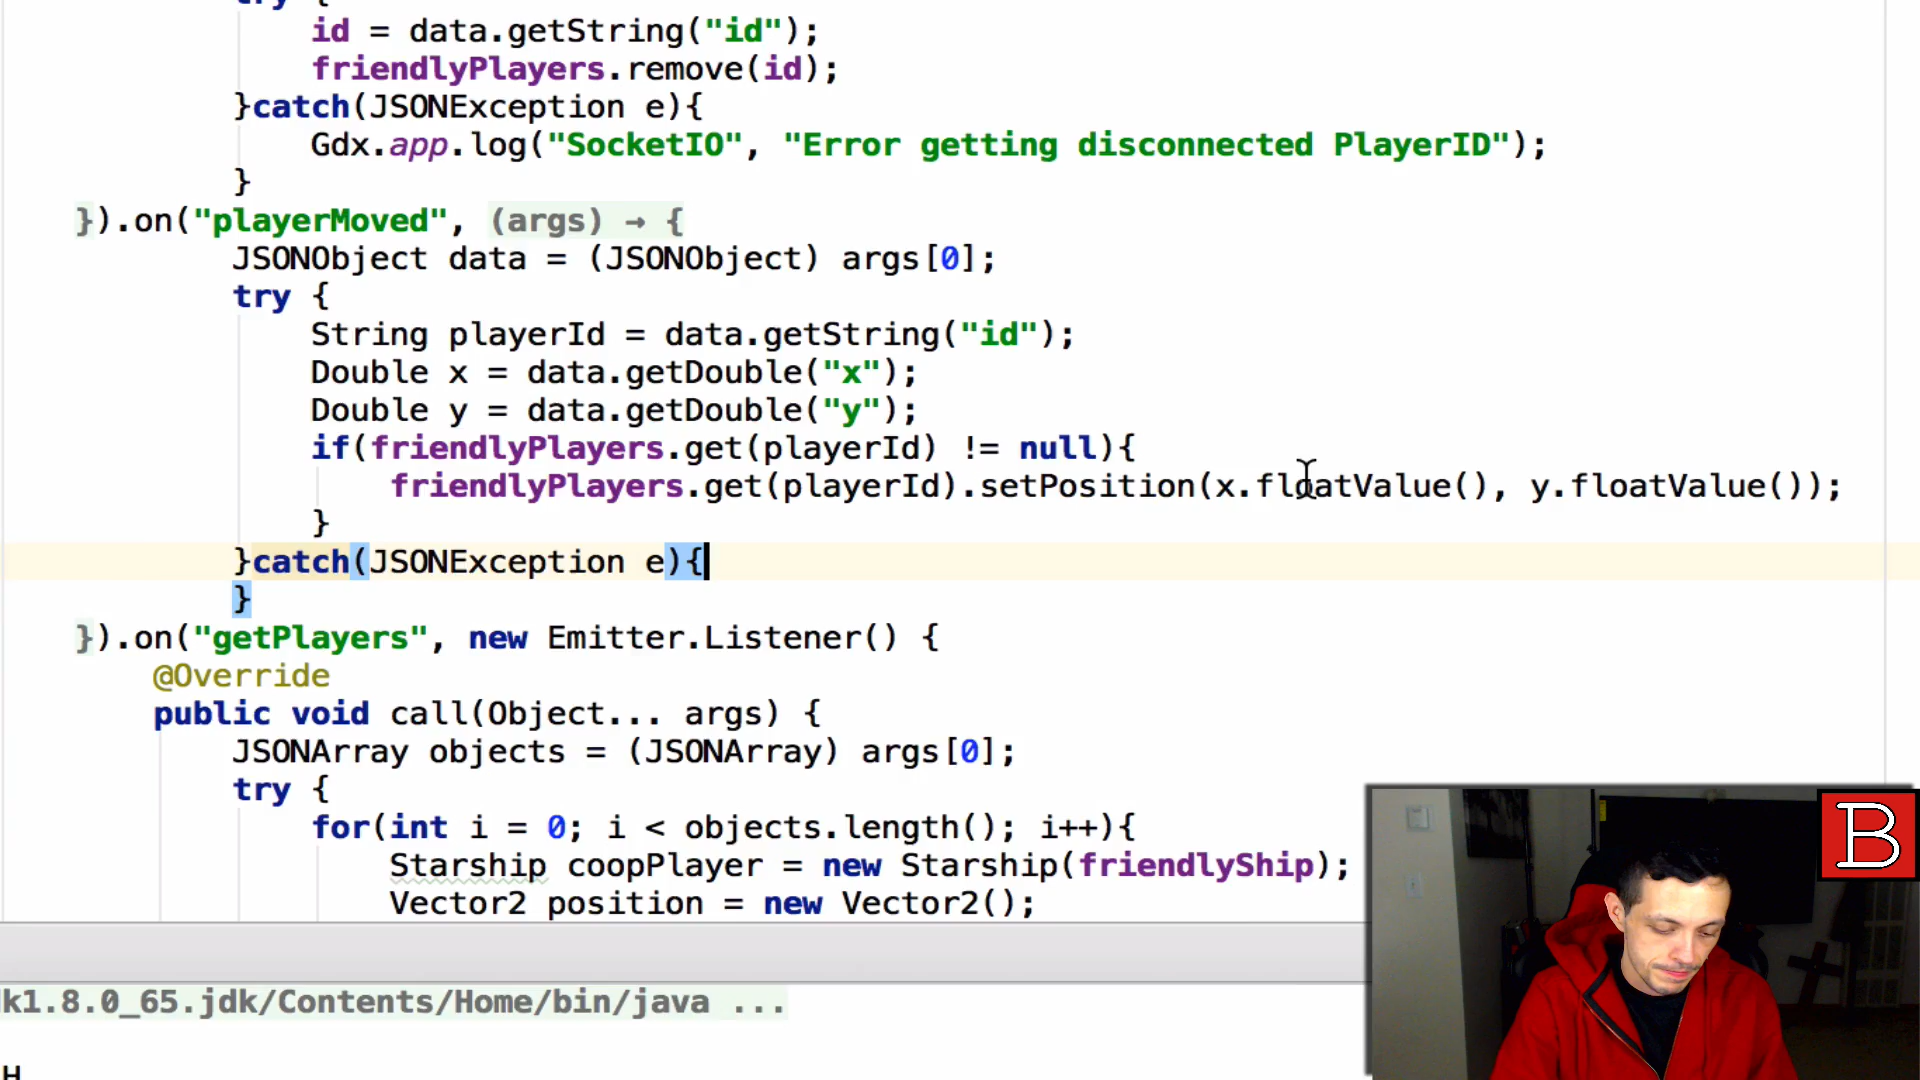 try {
id = data.getString("id");
friendlyPlayers.remove(id);
}catch(JSONException e){
Gdx.app.log("SocketIO", "Error getting disconnected PlayerID");
}
}).on("playerMoved", (args) → {
JSONObject data = (JSONObject) args[0];
try {
String playerId = data.getString("id");
Double x = data.getDouble("x");
Double y = data.getDouble("y");
if(friendlyPlayers.get(playerId) != null){
friendlyPlayers.get(playerId).setPosition(x.floatValue(), y.floatValue());
}
}catch(JSONException e){
}
}).on("getPlayers", new Emitter.Listener() {
@Override
public void call(Object... args) {
JSONArray objects = (JSONArray) args[0];
try {
for(int i = 0; i < objects.length(); i++){
Starship coopPlayer = new Starship(friendlyShip);
Vector2 position = new Vector2();
B
dk1.8.0_65.jdk/Contents/Home/bin/java ...
H